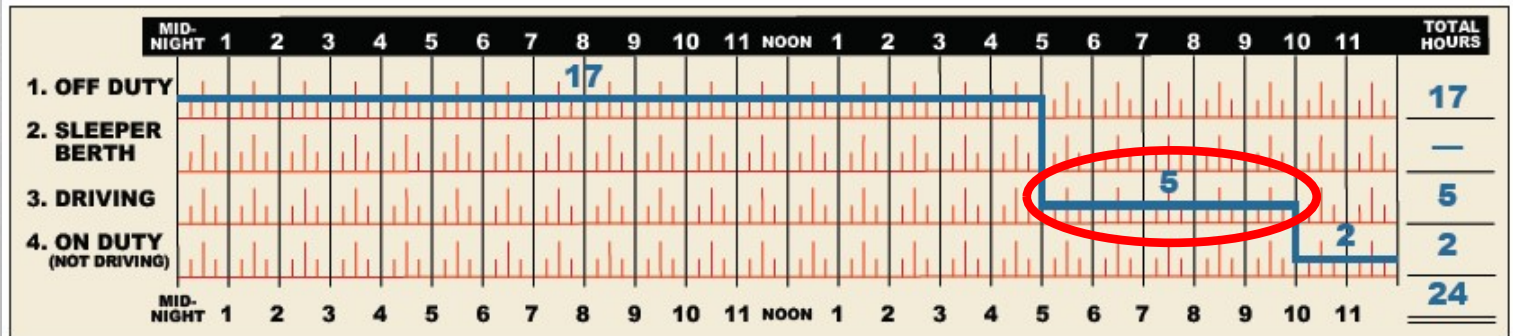 MID-NIGHT 1 2 3 4 5 6 7 8 9 10 11 NOON 1 2 3 4 5 6 7 8 9 10 11 TOTAL HOURS
1. OFF DUTY 17 17
2. SLEEPER BERTH —
3. DRIVING 5 5
4. ON DUTY (NOT DRIVING) 2 2
MID-NIGHT 1 2 3 4 5 6 7 8 9 10 11 NOON 1 2 3 4 5 6 7 8 9 10 11 24